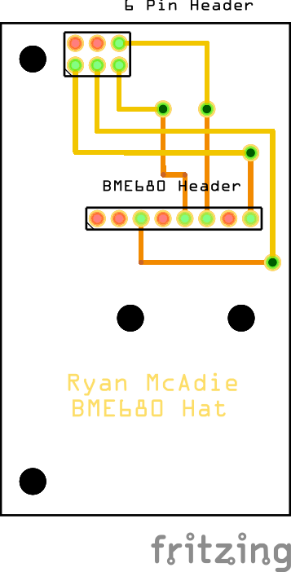 6 Pin Header
BME680 Header
Ryan McAdie
BME680 Hat
fritzing